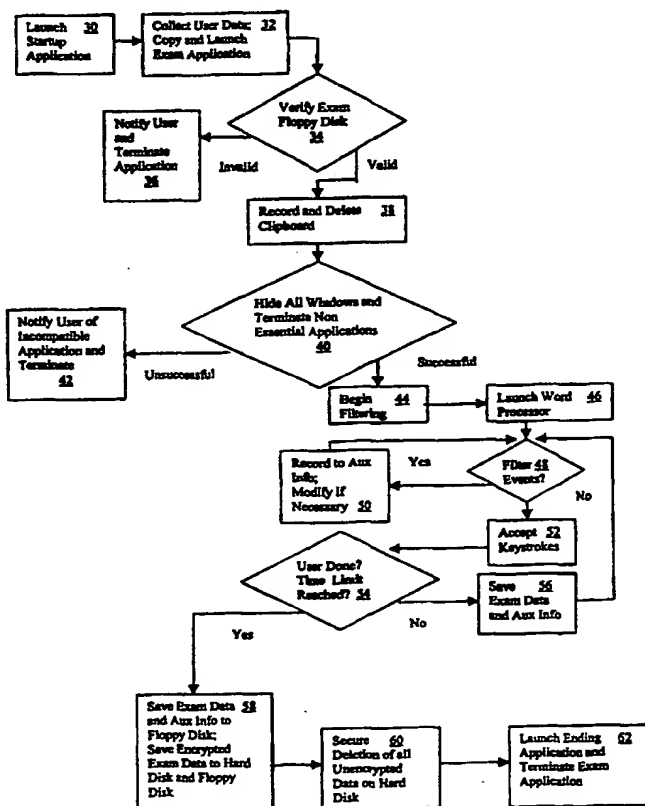 Launch 30
Startup
Application
Collect User Data; 32
Copy and Launch
Exam Application
Verify Exam
Floppy Disk
34
Notify User
and
Terminate
Application
36
Invalid
Valid
Record and Delete 38
Clipboard
Hide All Windows and
Terminate Non
Essential Applications
40
Notify User of
Incompatible
Application and
Terminate
42
Unsuccessful
Successful
Begin 44
Filtering
Launch Word 46
Processor
Filter 48
Events?
Yes
No
Record to Aux
Info;
Modify if
Necessary 50
Accept 52
Keystrokes
User Done?
Time Limit
Reached? 54
Save 56
Exam Data
and Aux Info
No
Yes
Save Exam Data 58
and Aux Info to
Floppy Disk;
Save Encrypted
Exam Data to Hard
Disk and Floppy
Disk
Secure 60
Deletion of all
Unencrypted
Data on Hard
Disk
Launch Ending 62
Application and
Terminate Exam
Application